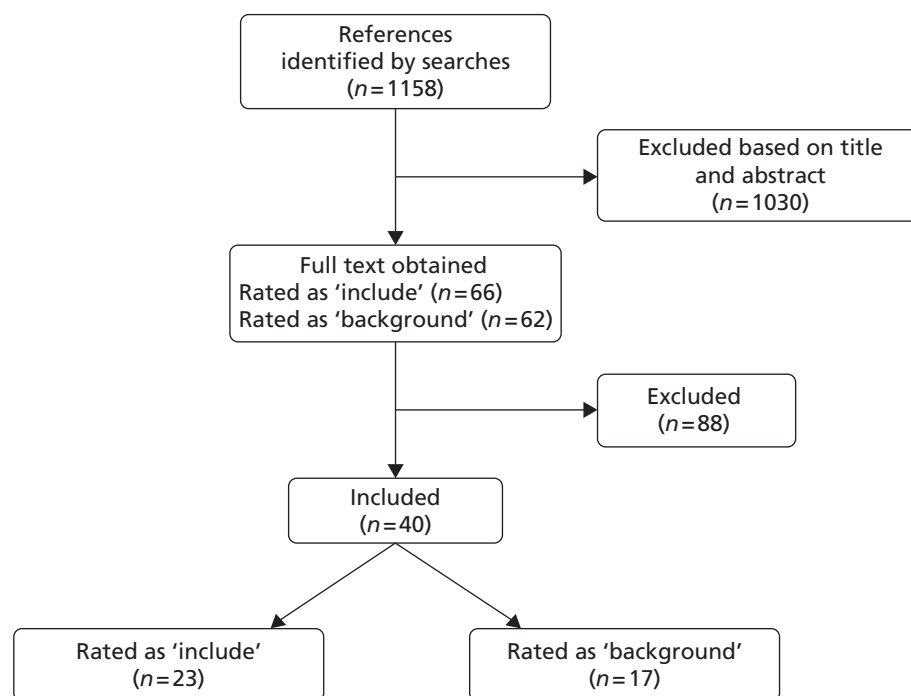 References
identified by searches
(n=1158)
Excluded based on title
and abstract
(n=1030)
Full text obtained
Rated as ‘include’ (n=66)
Rated as ‘background’ (n=62)
Excluded
(n=88)
Included
(n=40)
Rated as ‘include’
(n=23)
Rated as ‘background’
(n=17)